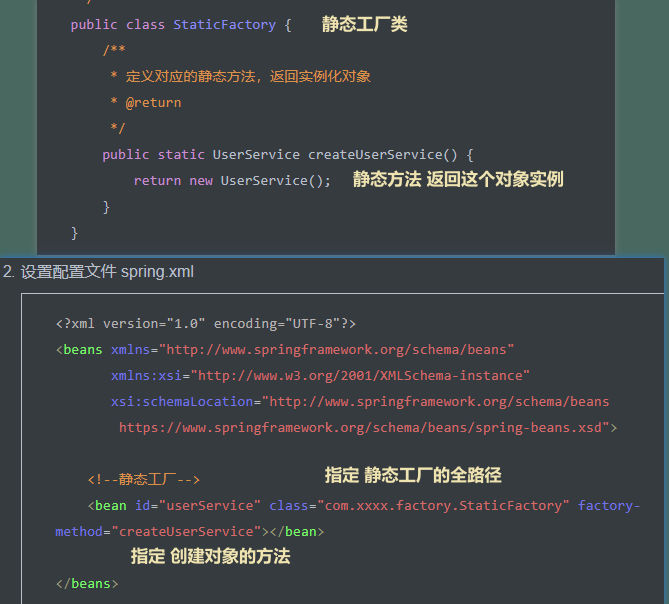 public class StaticFactory { 静态工厂类
/**
* 定义对应的静态方法，返回实例化对象
* @return
*/
public static UserService createUserService() {
return new UserService(); 静态方法 返回这个对象实例
}
}
2. 设置配置文件 spring.xml
<?xml version="1.0" encoding="UTF-8"?>
<beans xmlns="http://www.springframework.org/schema/beans"
xmlns:xsi="http://www.w3.org/2001/XMLSchema-instance"
xsi:schemaLocation="http://www.springframework.org/schema/beans
https://www.springframework.org/schema/beans/spring-beans.xsd">
<!--静态工厂--> 指定 静态工厂的全路径
<bean id="userService" class="com.xxxx.factory.StaticFactory" factory-
method="createUserService"></bean>
指定 创建对象的方法
</beans>